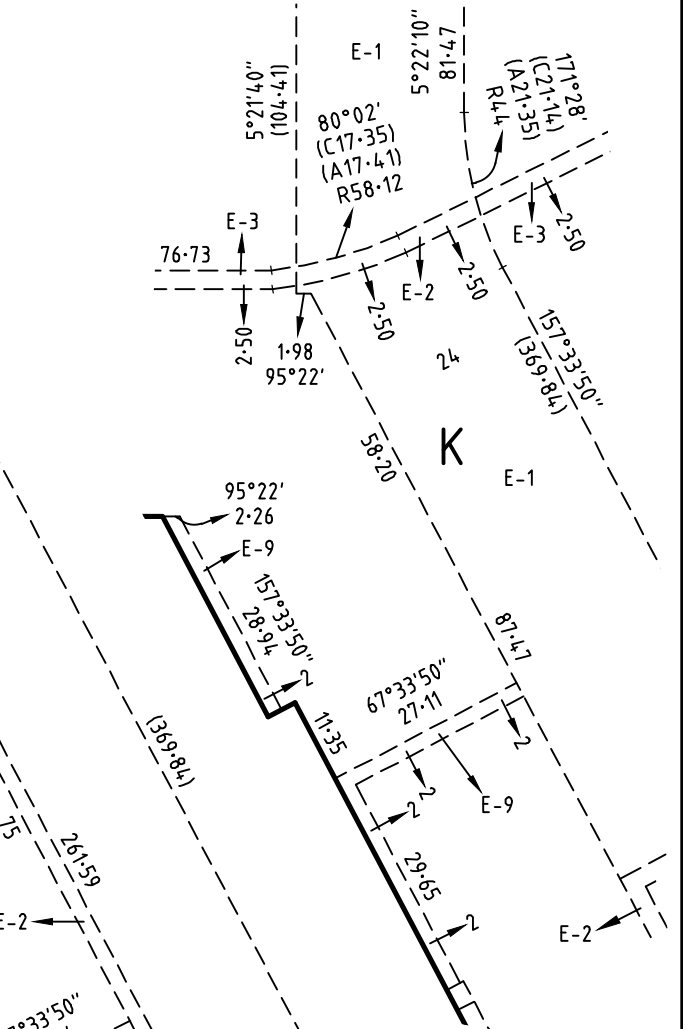 E-1
5°22'10"
81·47
5°21'40"
(104·41)
80°02'
(C17·35)
(A17·41)
R58·12
171°28'
(C21·14)
(A21·35)
R44
E-3
76·73
2·50
E-3
2·50
E-2
2·50
2·50
1·98
95°22'
24
157°33'50"
(369·84)
K
58·20
E-1
95°22'
2·26
E-9
157°33'50"
28·94
2
87·47
67°33'50"
27·11
11·35
2
2
2
E-9
(369·84)
29·65
75
261·59
E-2
2
E-2
7°33'50"